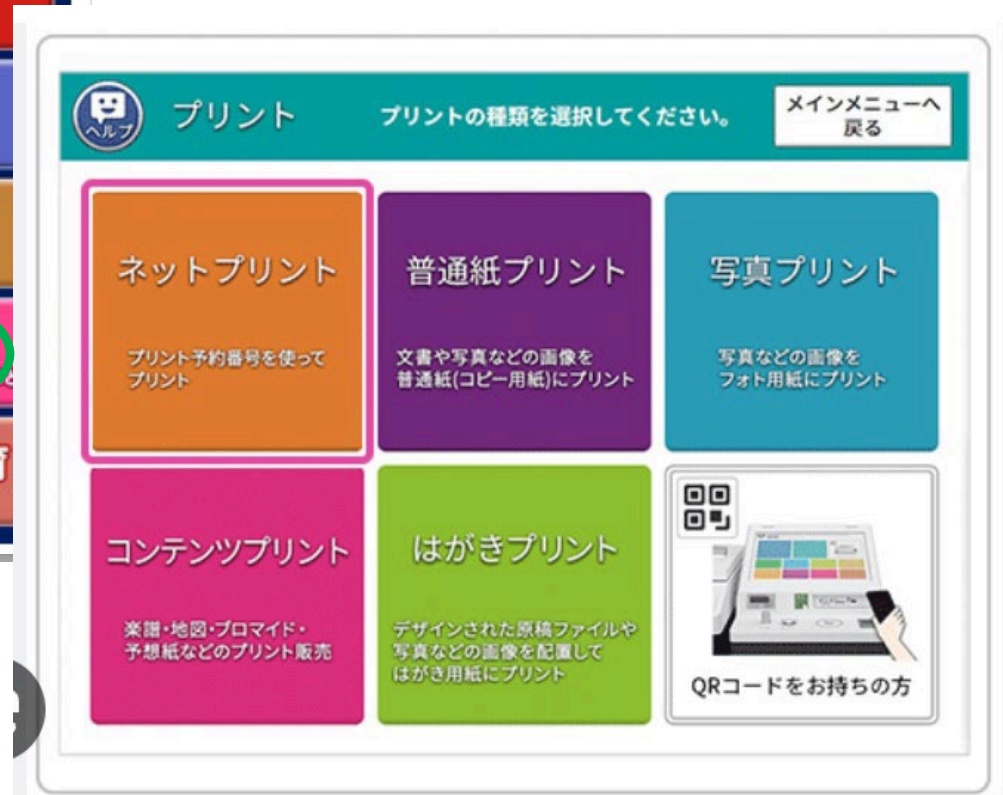 ヘルプ
プリント
プリントの種類を選択してください。
メインメニューへ
戻る
ネットプリント
プリント予約番号を使って
プリント
普通紙プリント
文書や写真などの画像を
普通紙(コピー用紙)にプリント
写真プリント
写真などの画像を
フォト用紙にプリント
コンテンツプリント
楽譜・地図・ブロマイド・
予想紙などのプリント販売
はがきプリント
デザインされた原稿ファイルや
写真などの画像を配置して
はがき用紙にプリント
QRコードをお持ちの方